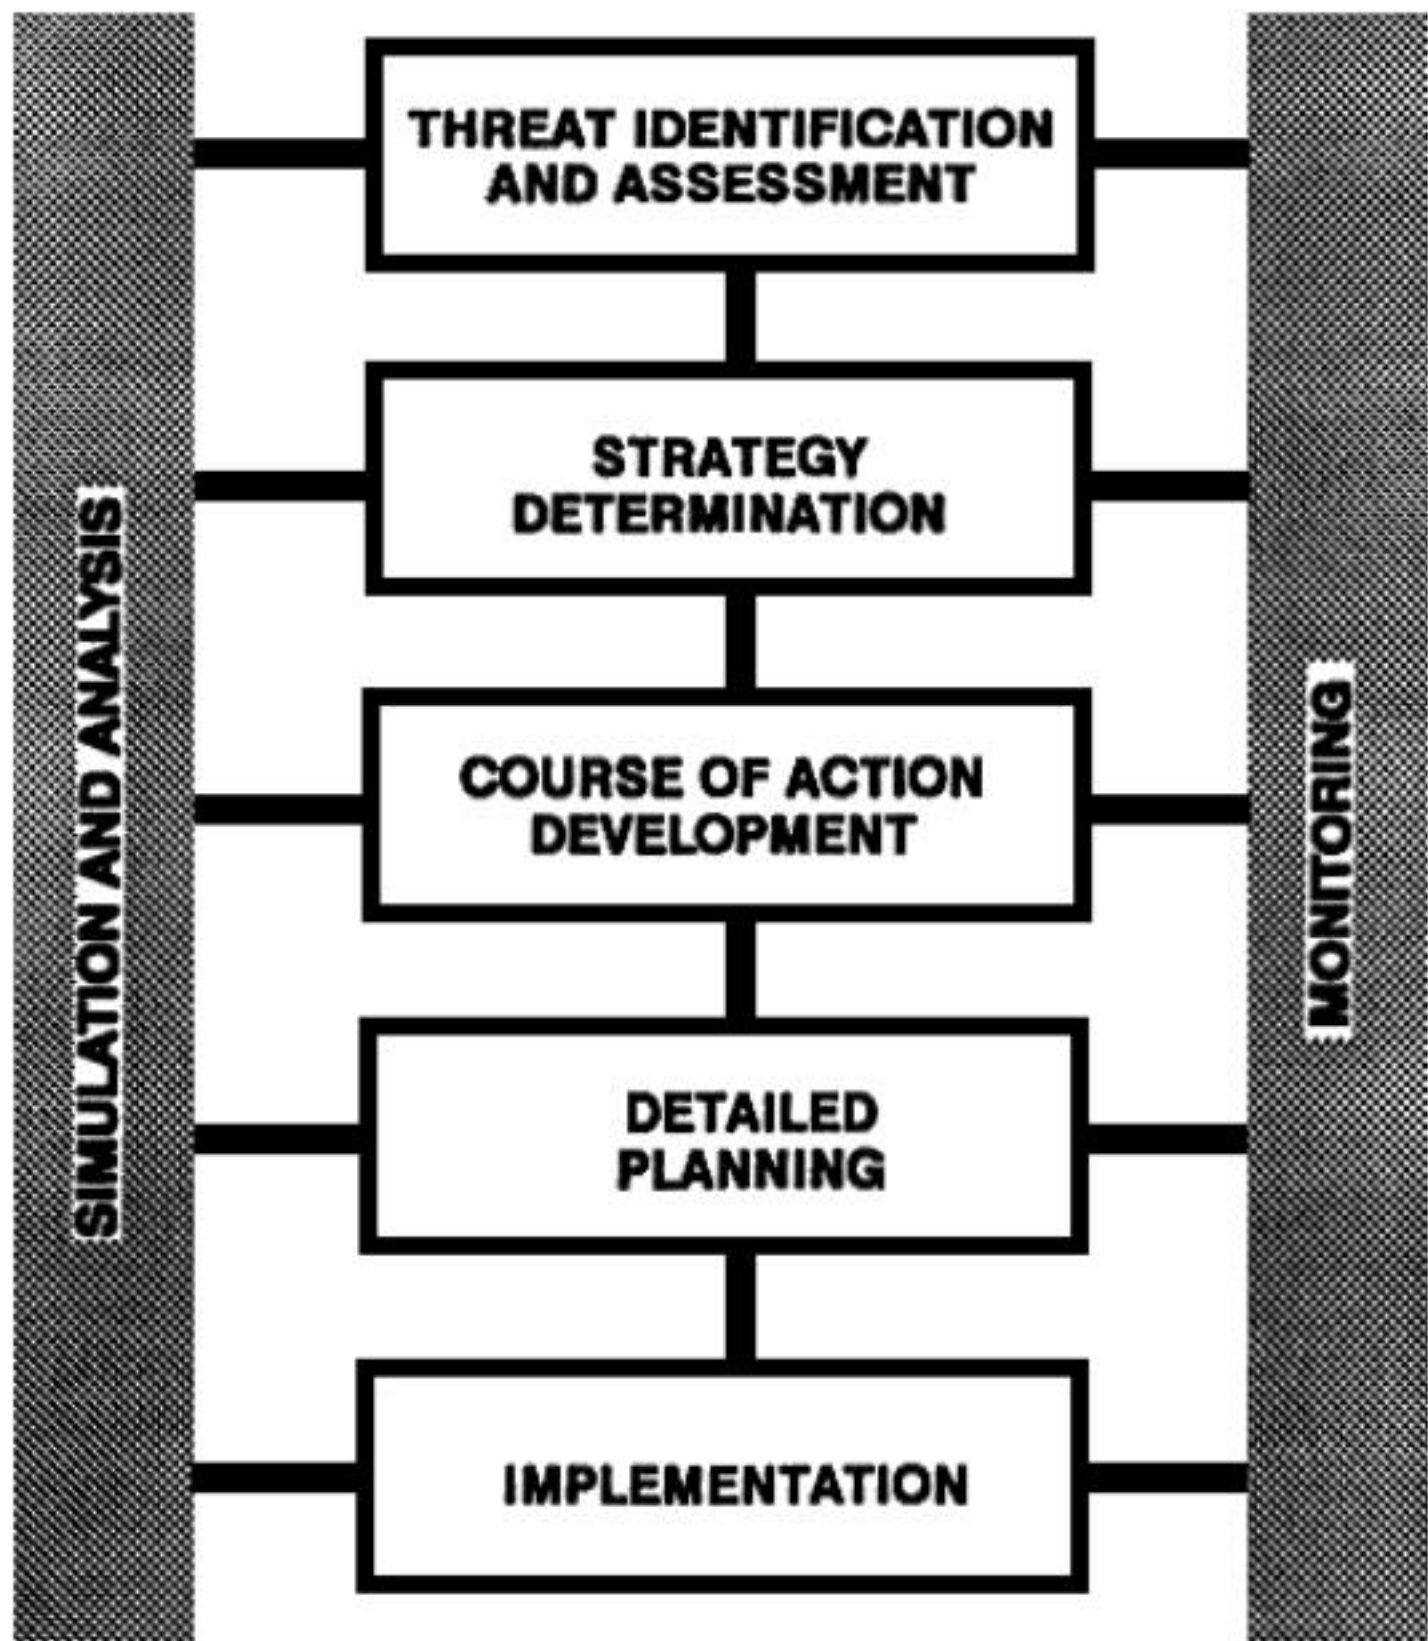 THREAT IDENTIFICATION
AND ASSESSMENT
STRATEGY
DETERMINATION
COURSE OF ACTION
DEVELOPMENT
DETAILED
PLANNING
IMPLEMENTATION
SIMULATION AND ANALYSIS
MONITORING